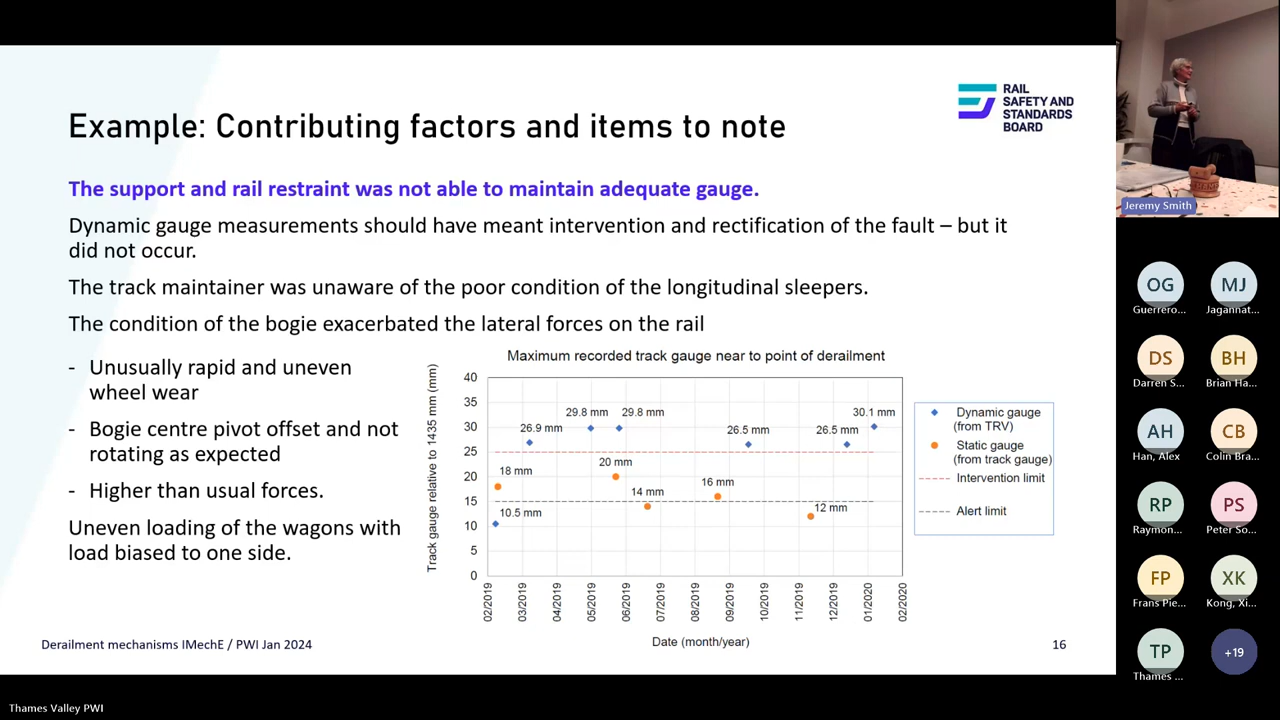 RAIL
SAFETY AND
STANDARDS
BOARD
Example: Contributing factors and items to note
The support and rail restraint was not able to maintain adequate gauge.
Dynamic gauge measurements should have meant intervention and rectification of the fault – but it
did not occur.
The track maintainer was unaware of the poor condition of the longitudinal sleepers.
The condition of the bogie exacerbated the lateral forces on the rail
- Unusually rapid and uneven
wheel wear
- Bogie centre pivot offset and not
rotating as expected
- Higher than usual forces.
Uneven loading of the wagons with
load biased to one side.
Maximum recorded track gauge near to point of derailment
Track gauge relative to 1435 mm (mm)
40
35
30
25
20
15
10
5
0
29.8 mm
29.8 mm
30.1 mm
26.9 mm
26.5 mm
26.5 mm
18 mm
20 mm
14 mm
16 mm
10.5 mm
12 mm
02/2019
03/2019
04/2019
05/2019
06/2019
07/2019
08/2019
09/2019
10/2019
11/2019
12/2019
01/2020
02/2020
Date (month/year)
Dynamic gauge
(from TRV)
Static gauge
(from track gauge)
Intervention limit
Alert limit
Derailment mechanisms IMechE / PWI Jan 2024
16
Jeremy Smith
OG
Guerrero...
MJ
Jagannat...
DS
Darren S...
BH
Brian Ha...
AH
Han, Alex
CB
Colin Bra...
RP
Raymon...
PS
Peter So...
FP
Frans Pie...
XK
Kong, Xi...
TP
Thames ...
+19
Thames Valley PWI